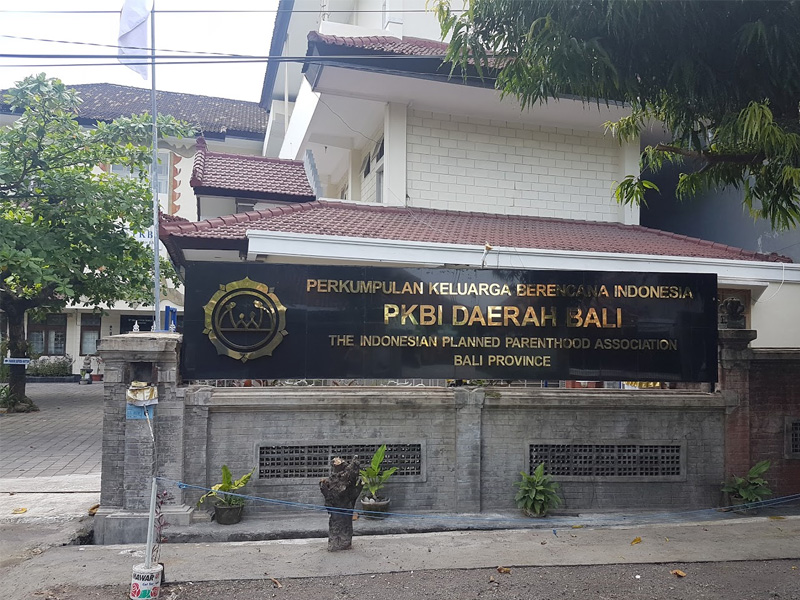 PERKUMPULAN KELUARGA BERENCANA INDONESIA
PKBI DAERAH BALI
THE INDONESIAN PLANNED PARENTHOOD ASSOCIATION
BALI PROVINCE